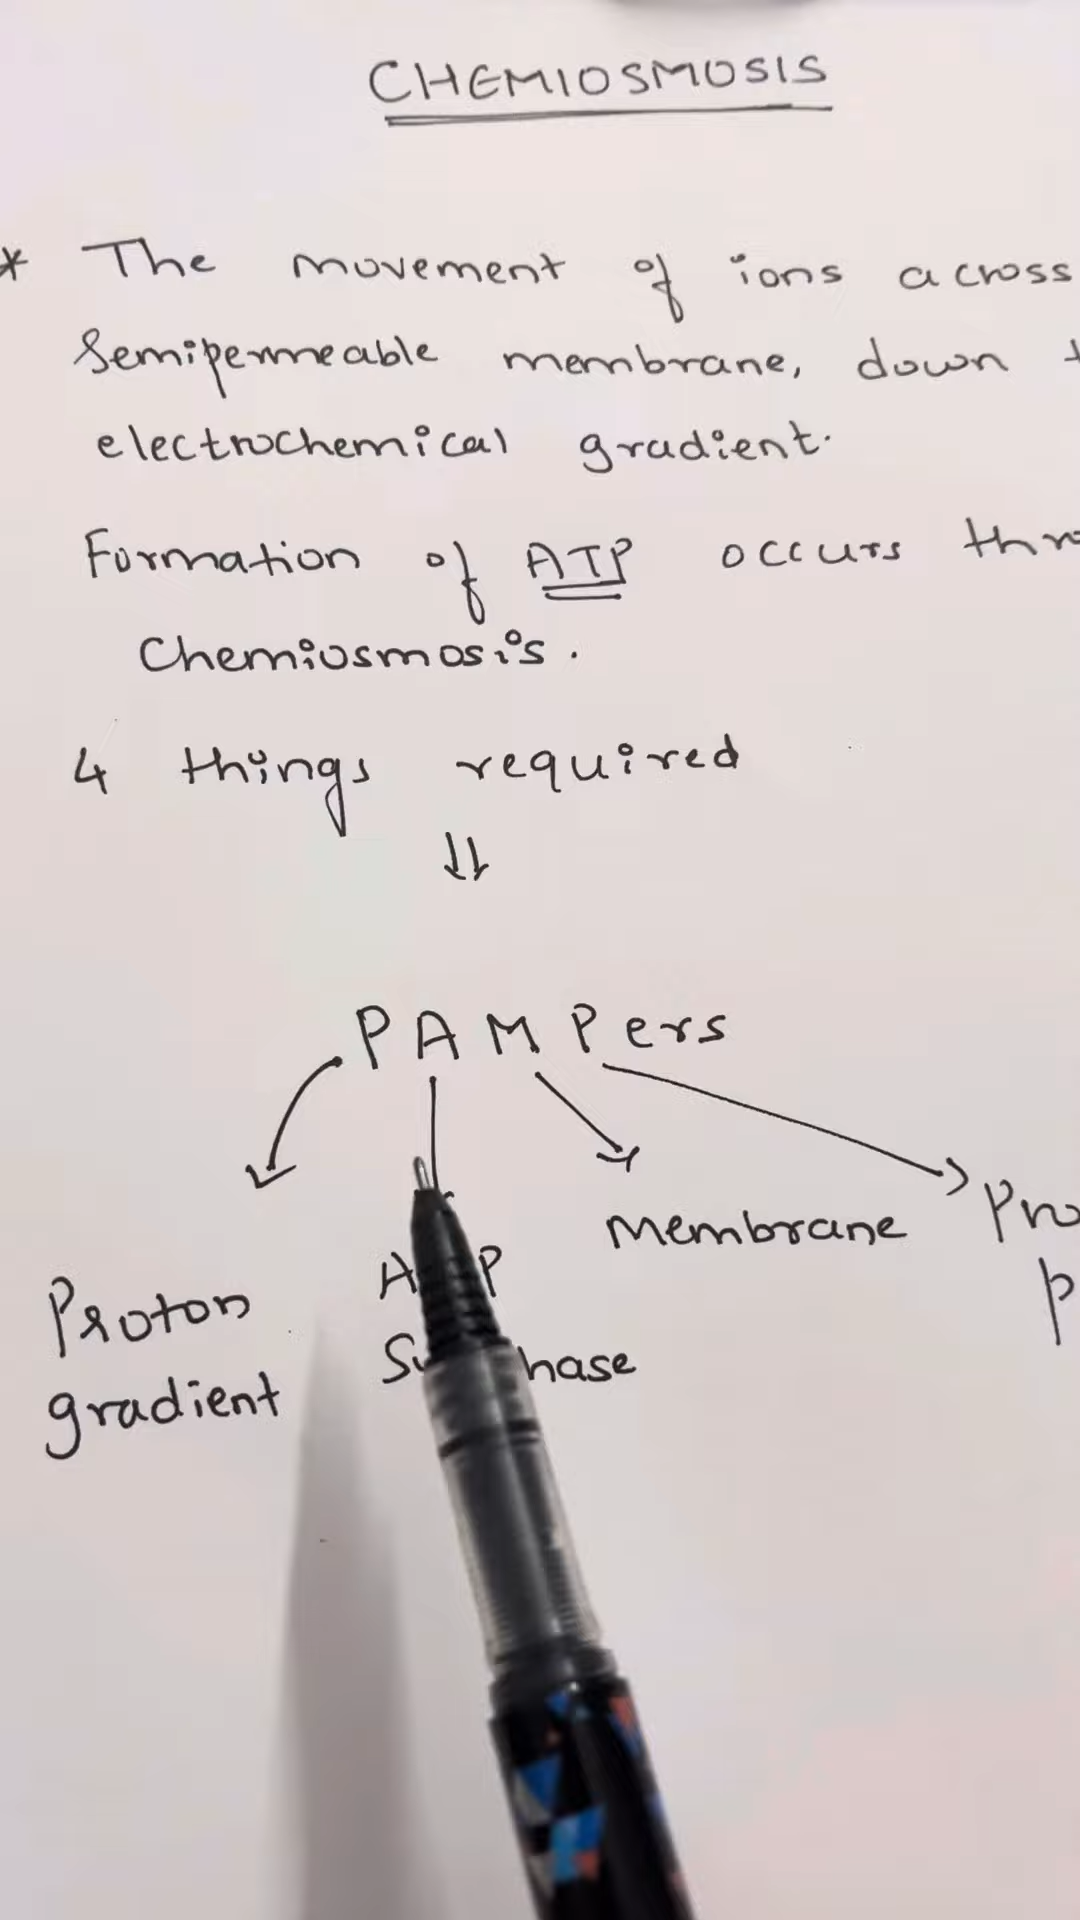 CHEMIOSMOSIS
* The movement of ions across
Semipermeable membrane, down
electrochemical gradient.
Formation of ATP occurs
Chemiosmosis.
4 things required
PAMPers
Membrane
Proton
gradient